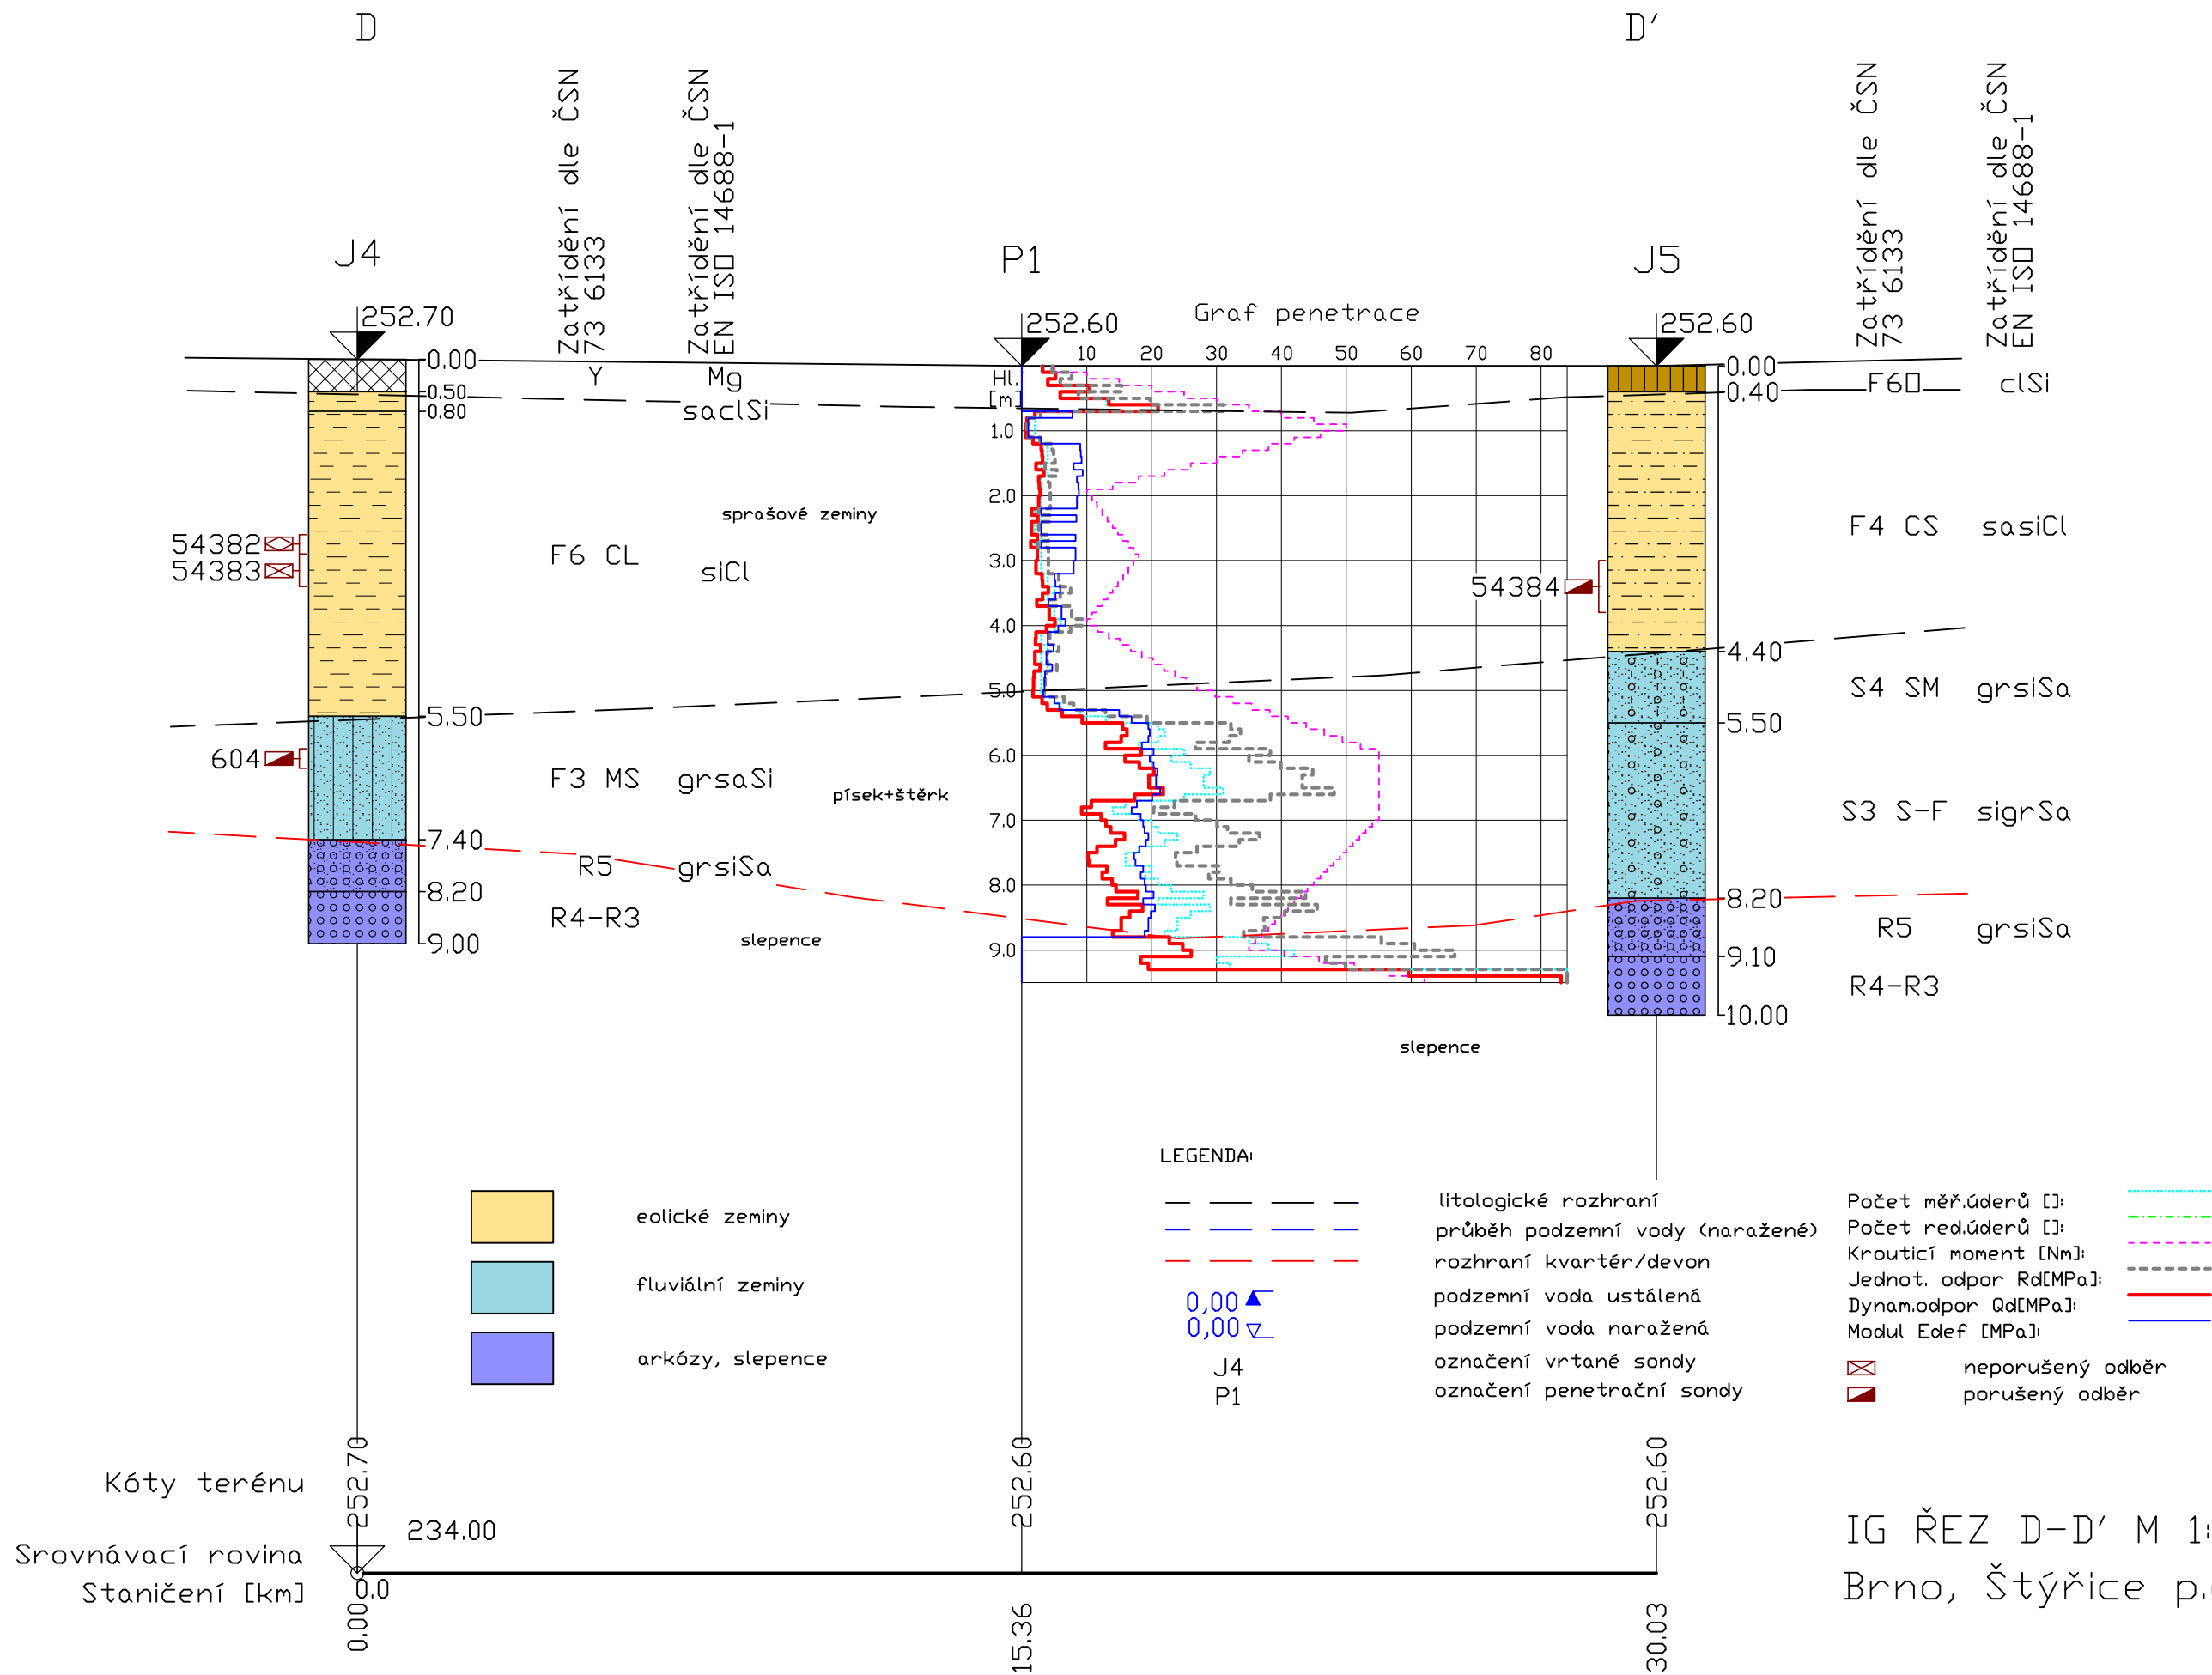 D
D′
J4
Zatřídění dle ČSN
73 6133
Zatřídění dle ČSN
EN ISO 14688-1
P1
J5
Zatřídění dle ČSN
73 6133
Zatřídění dle ČSN
EN ISO 14688-1
252.70
252.60
Graf penetrace
252.60
10 20 30 40 50 60 70 80
Hl.
[m]
1.0
2.0
3.0
4.0
5.0
6.0
7.0
8.0
9.0
0.00
0.50
0.80
5.50
7.40
8.20
9.00
Y Mg
saclSi
sprašové zeminy
F6 CL siCl
54382
54383
604
F3 MS grsaSi
písek+štěrk
R5 grsiSa
R4-R3
slepence
0.00
0.40
4.40
5.50
8.20
9.10
10.00
F6O clSi
F4 CS sasiCl
54384
S4 SM grsiSa
S3 S-F sigrSa
R5 grsiSa
R4-R3
slepence
LEGENDA:
eolické zeminy
fluviální zeminy
arkózy, slepence
litologické rozhraní
průběh podzemní vody (naražené)
rozhraní kvartér/devon
0,00 podzemní voda ustálená
0,00 podzemní voda naražená
J4 označení vrtané sondy
P1 označení penetrační sondy
Počet měř.úderů []:
Počet red.úderů []:
Krouticí moment [Nm]:
Jednot. odpor Rd[MPa]:
Dynam.odpor Qd[MPa]:
Modul Edef [MPa]:
neporušený odběr
porušený odběr
Kóty terénu
252.70
252.60
252.60
234.00
Srovnávací rovina
Staničení [km]
0.0
0.00
15.36
30.03
IG ŘEZ D-D′ M 1:
Brno, Štýřice p.